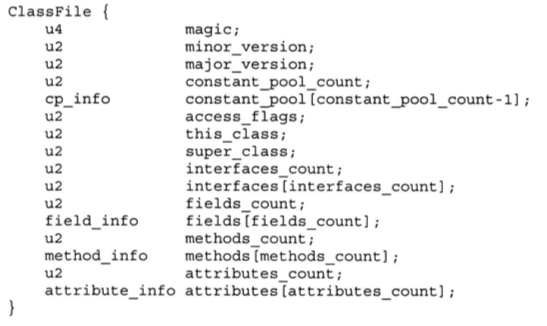 ClassFile {
u4 magic;
u2 minor_version;
u2 major_version;
u2 constant_pool_count;
cp_info constant_pool[constant_pool_count-1];
u2 access_flags;
u2 this_class;
u2 super_class;
u2 interfaces_count;
u2 interfaces[interfaces_count];
u2 fields_count;
field_info fields[fields_count];
u2 methods_count;
method_info methods[methods_count];
u2 attributes_count;
attribute_info attributes[attributes_count];
}